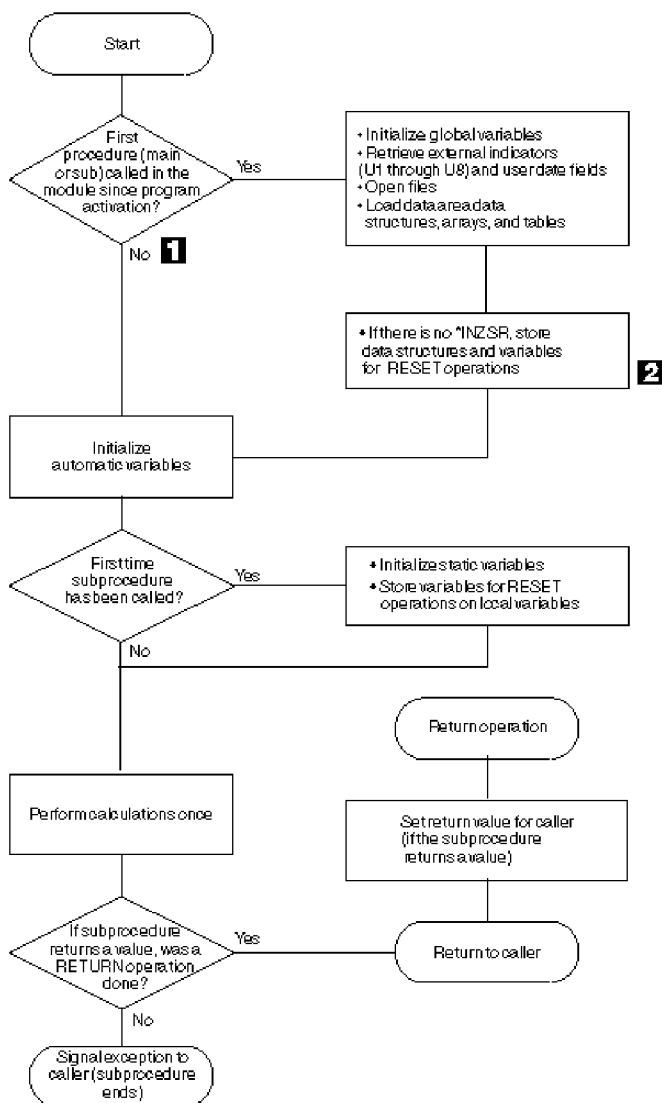 Start
First
procedure (main
or sub) called in the
module since program
activation?
Yes
No 1
• Initialize global variables
• Retrieve external indicators
(U1 through U8) and user date fields
• Open files
• Load data area data
structures, arrays, and tables
• If there is no *INZSR, store
data structures and variables
for RESET operations
2
Initialize
automatic variables
First time
subprocedure
has been called?
Yes
No
• Initialize static variables
• Store variables for RESET
operations on local variables
Return operation
Perform calculations once
Set return value for caller
(if the subprocedure
returns a value)
If subprocedure
returns a value, was a
RETURN operation
done?
Yes
Return to caller
No
Signal exception to
caller (subprocedure
ends)